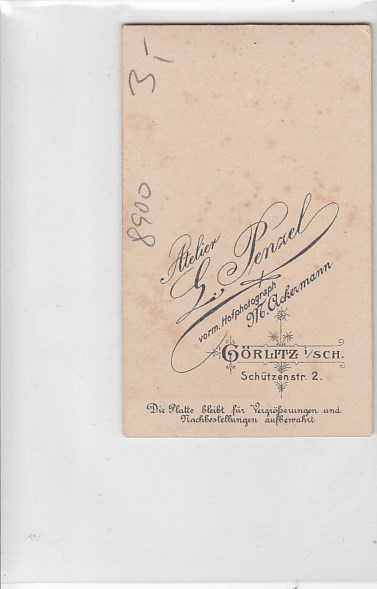 3,-
8900
Atelier
G. Penzel
vorm. Hofphotograph
M. Ackermann
GÖRLITZ i/SCH.
Schützenstr. 2.
Die Platte bleibt für Vergrößerungen und
Nachbestellungen aufbewahrt